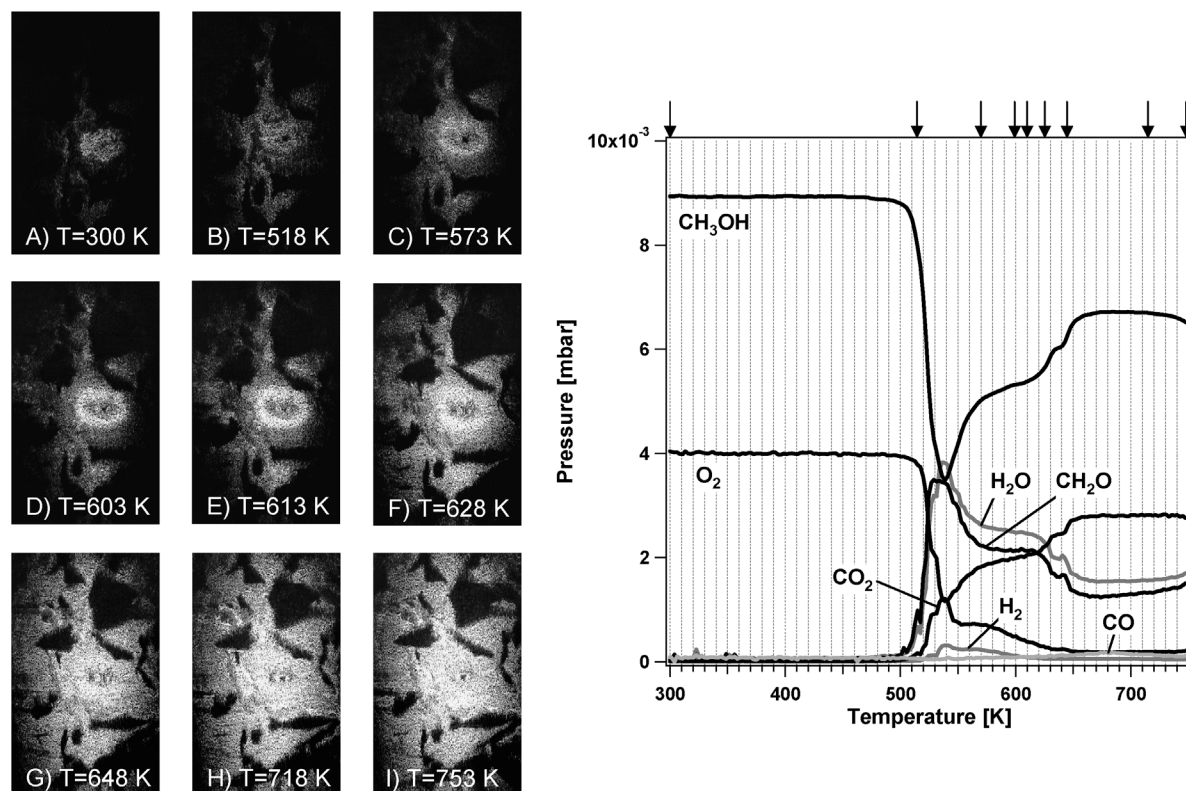 A) T=300 K
B) T=518 K
C) T=573 K
D) T=603 K
E) T=613 K
F) T=628 K
G) T=648 K
H) T=718 K
I) T=753 K
10x10⁻³
8
6
4
2
0
Pressure [mbar]
CH₃OH
O₂
H₂O
CH₂O
CO₂
H₂
CO
300
400
500
600
700
Temperature [K]